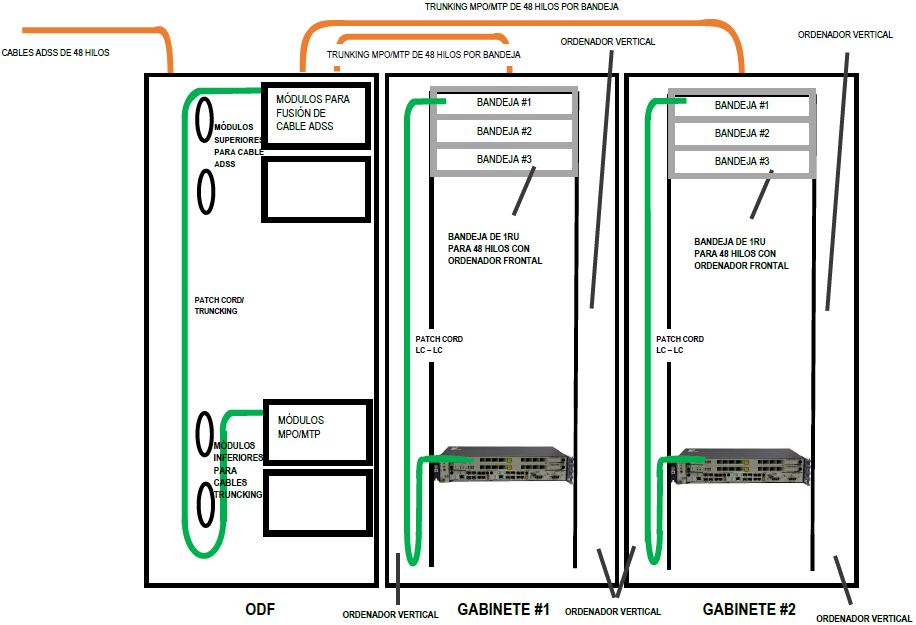 TRUNKING MPO/MTP DE 48 HILOS POR BANDEJA
CABLES ADSS DE 48 HILOS
TRUNKING MPO/MTP DE 48 HILOS POR BANDEJA
ORDENADOR VERTICAL
ORDENADOR VERTICAL
MÓDULOS PARA
FUSIÓN DE
CABLE ADSS
MÓDULOS
SUPERIORES
PARA CABLE
ADSS
PATCH CORD/
TRUNCKING
MÓDULOS
MPO/MTP
MÓDULOS
INFERIORES
PARA
CABLES
TRUNCKING
ODF
BANDEJA #1
BANDEJA #2
BANDEJA #3
BANDEJA DE 1RU
PARA 48 HILOS CON
ORDENADOR FRONTAL
PATCH CORD
LC – LC
ORDENADOR VERTICAL
GABINETE #1
ORDENADOR VERTICAL
BANDEJA #1
BANDEJA #2
BANDEJA #3
BANDEJA DE 1RU
PARA 48 HILOS CON
ORDENADOR FRONTAL
PATCH CORD
LC – LC
GABINETE #2
ORDENADOR VERTICAL